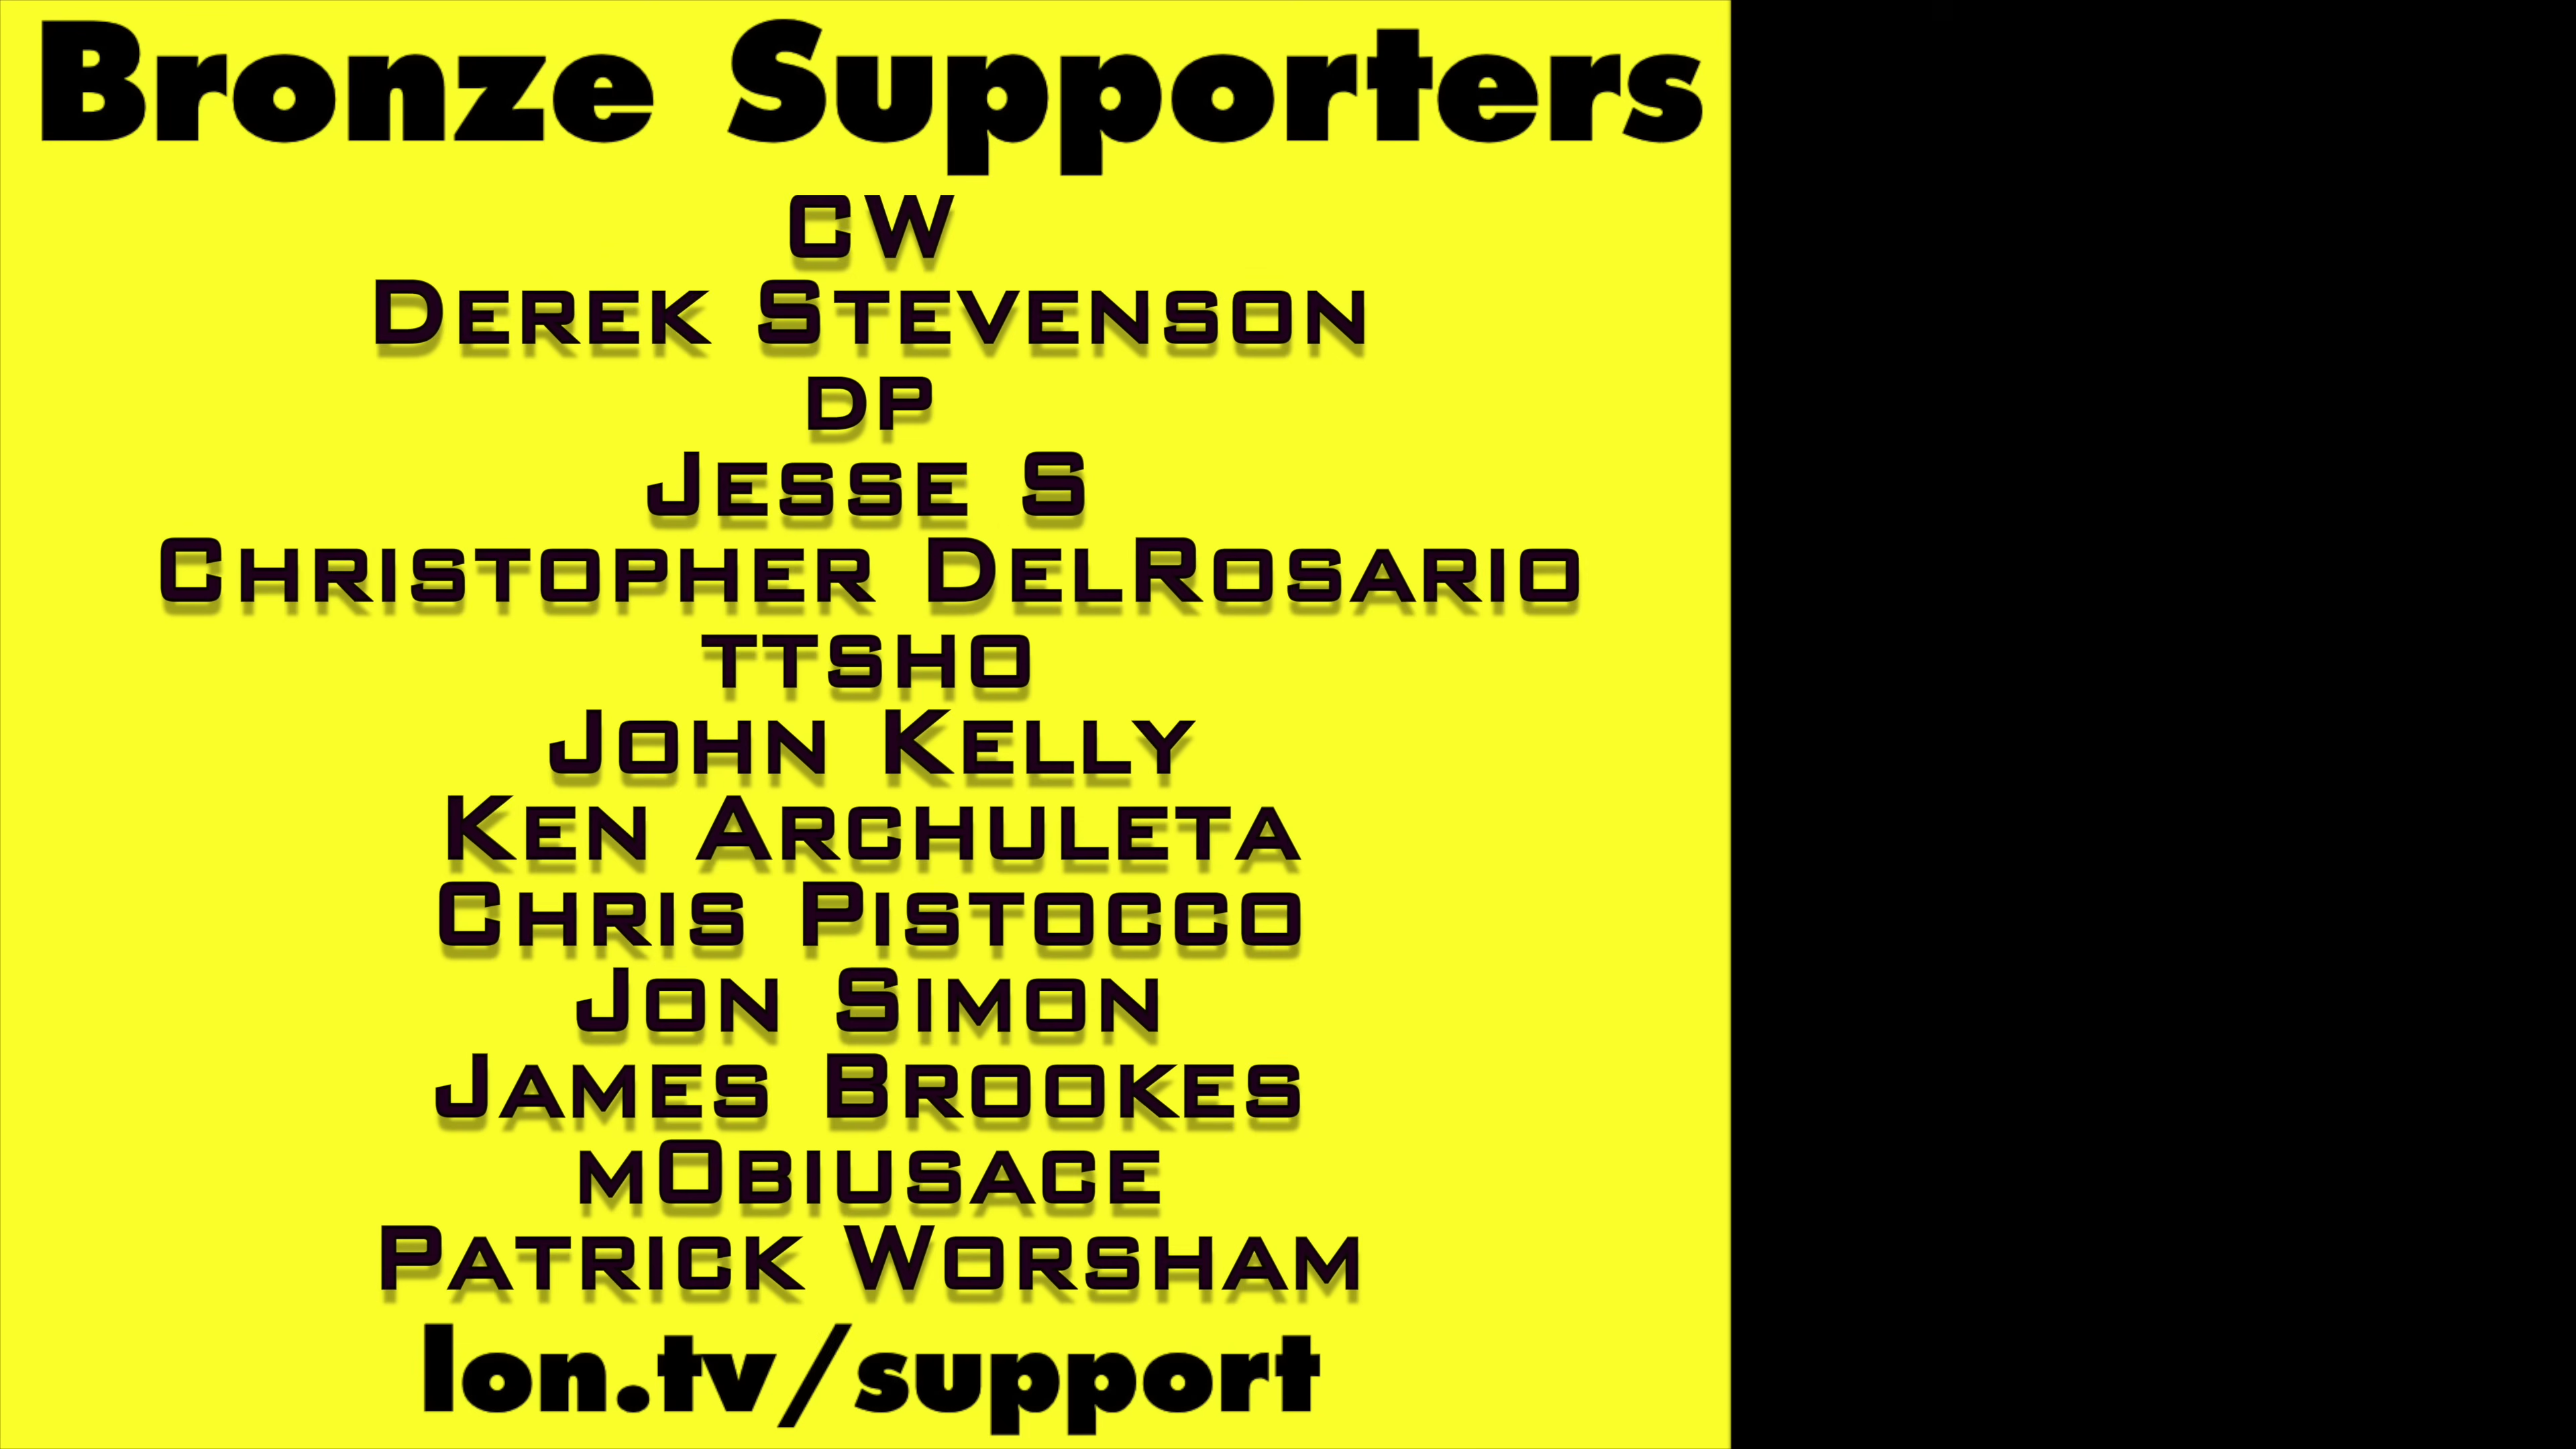 Bronze Supporters
CW
Derek Stevenson
dp
Jesse S
Christopher DelRosario
ttsho
John Kelly
Ken Archuleta
Chris Pistocco
Jon Simon
James Brookes
m0biusace
Patrick Worsham
lon.tv/support